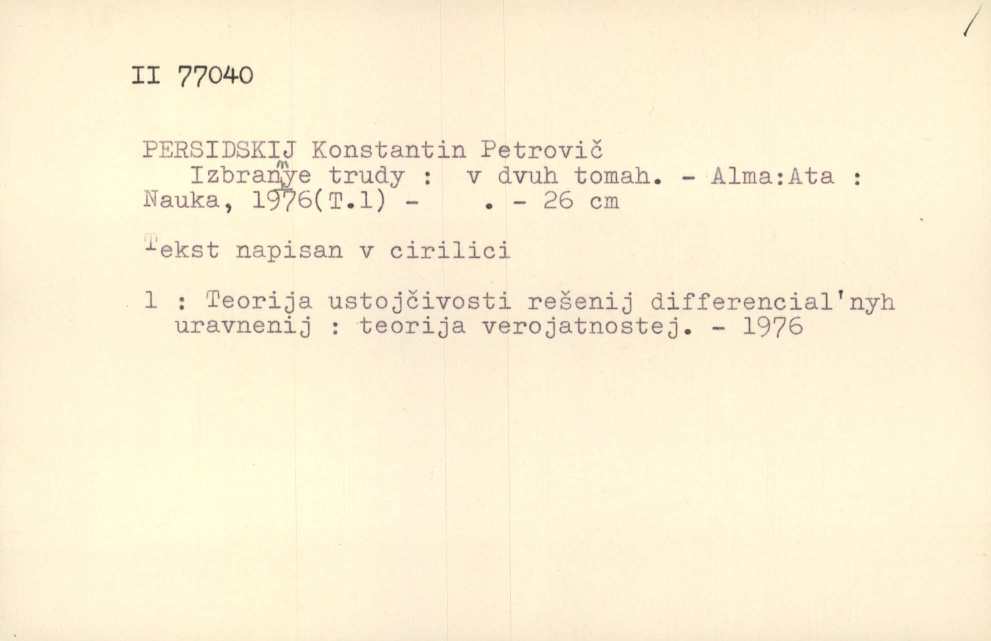 II 77040
PERSIDSKIJ Konstantin Petrovič
Izbrannye trudy : v dvuh tomah. - Alma:Ata :
Nauka, 1976(T.1) -    . - 26 cm
Tekst napisan v cirilici
1 : Teorija ustojčivosti rešenij differencial'nyh
uravnenij : teorija verojatnostej. - 1976